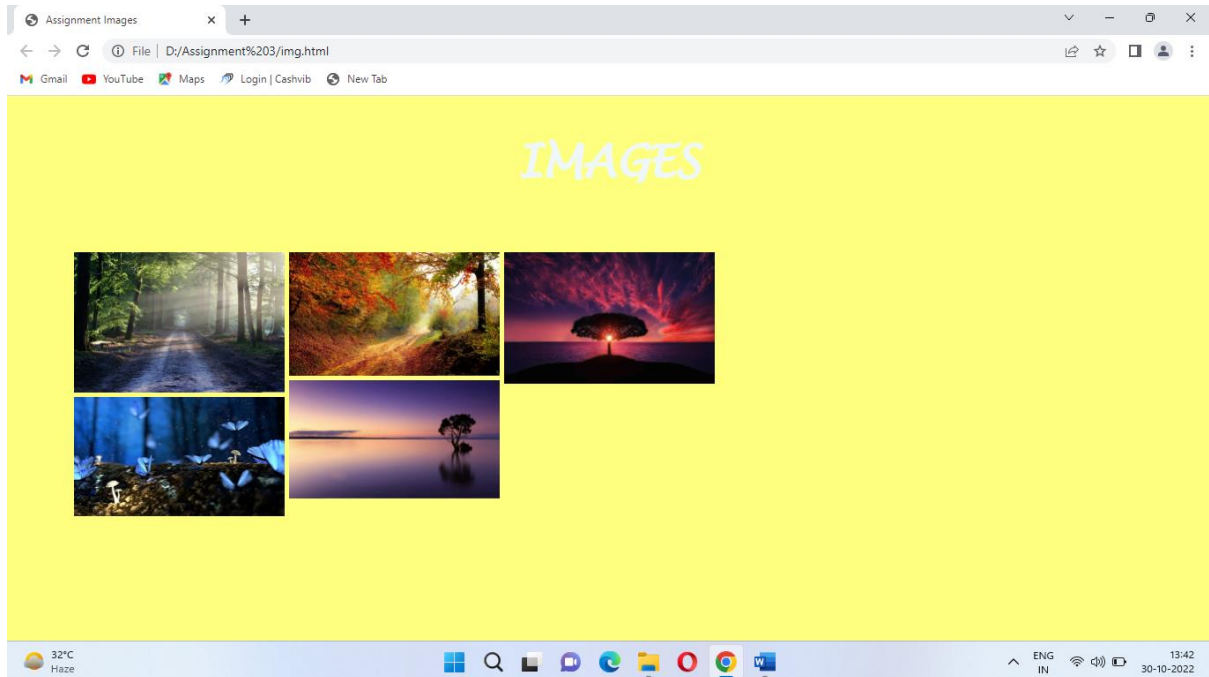 Assignment Images
File
D:/Assignment%203/img.html
Gmail
YouTube
Maps
Login | Cashvib
New Tab
IMAGES
32°C
Haze
ENG
IN
13:42
30-10-2022